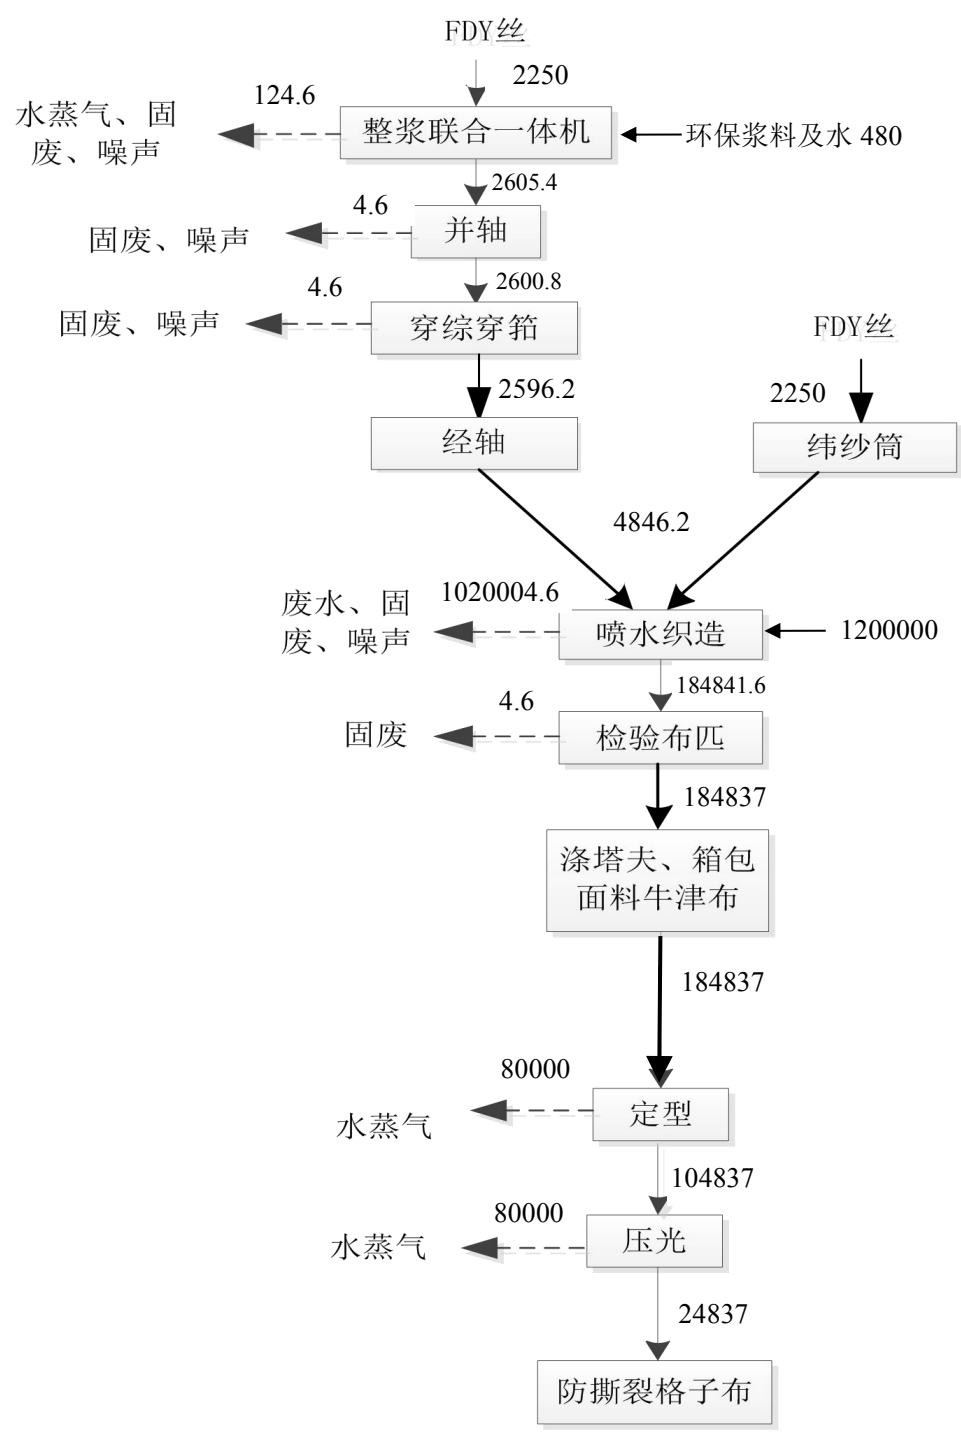 FDY丝
2250
124.6
水蒸气、固
废、噪声
整浆联合一体机
环保浆料及水 480
2605.4
4.6
固废、噪声
并轴
2600.8
4.6
固废、噪声
穿综穿筘
FDY丝
2596.2
2250
经轴
纬纱筒
4846.2
1020004.6
废水、固
废、噪声
喷水织造
1200000
184841.6
4.6
固废
检验布匹
184837
涤塔夫、箱包
面料牛津布
184837
80000
水蒸气
定型
104837
80000
水蒸气
压光
24837
防撕裂格子布